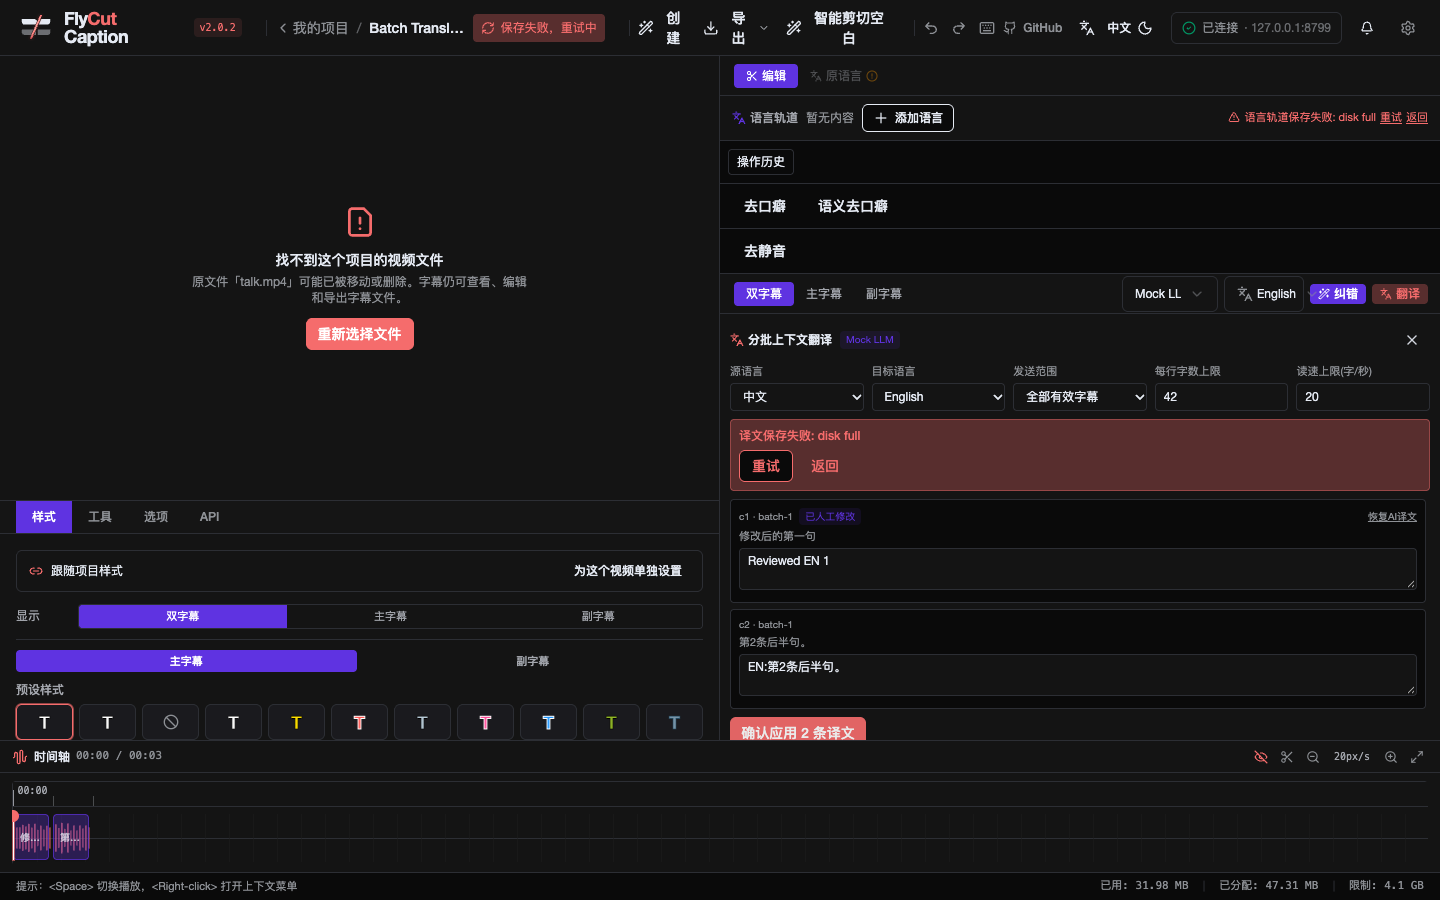 FlyCut Caption
v2.0.2
我的项目 / Batch Transl...
保存失败，重试中
创建
导出
智能剪切空白
GitHub
中文
已连接 · 127.0.0.1:8799
找不到这个项目的视频文件
原文件「talk.mp4」可能已被移动或删除。字幕仍可查看、编辑
和导出字幕文件。
重新选择文件
样式 工具 选项 API
跟随项目样式 为这个视频单独设置
显示 双字幕 主字幕 副字幕
主字幕 副字幕
预设样式
T T T T T T T T T T
编辑 原语言
语言轨道 暂无内容 添加语言 语言轨道保存失败: disk full 重试 返回
操作历史
去口癖 语义去口癖
去静音
双字幕 主字幕 副字幕 Mock LL English 纠错 翻译
分批上下文翻译 Mock LLM
源语言 目标语言 发送范围 每行字数上限 读速上限(字/秒)
中文 English 全部有效字幕 42 20
译文保存失败: disk full
重试 返回
c1 · batch-1 已人工修改 恢复AI译文
修改后的第一句
Reviewed EN 1
c2 · batch-1
第2条后半句。
EN:第2条后半句。
确认应用 2 条译文
时间轴 00:00 / 00:03 20px/s
00:00
修... 第...
提示: <Space> 切换播放，<Right-click> 打开上下文菜单 已用: 31.98 MB 已分配: 47.31 MB 限制: 4.1 GB